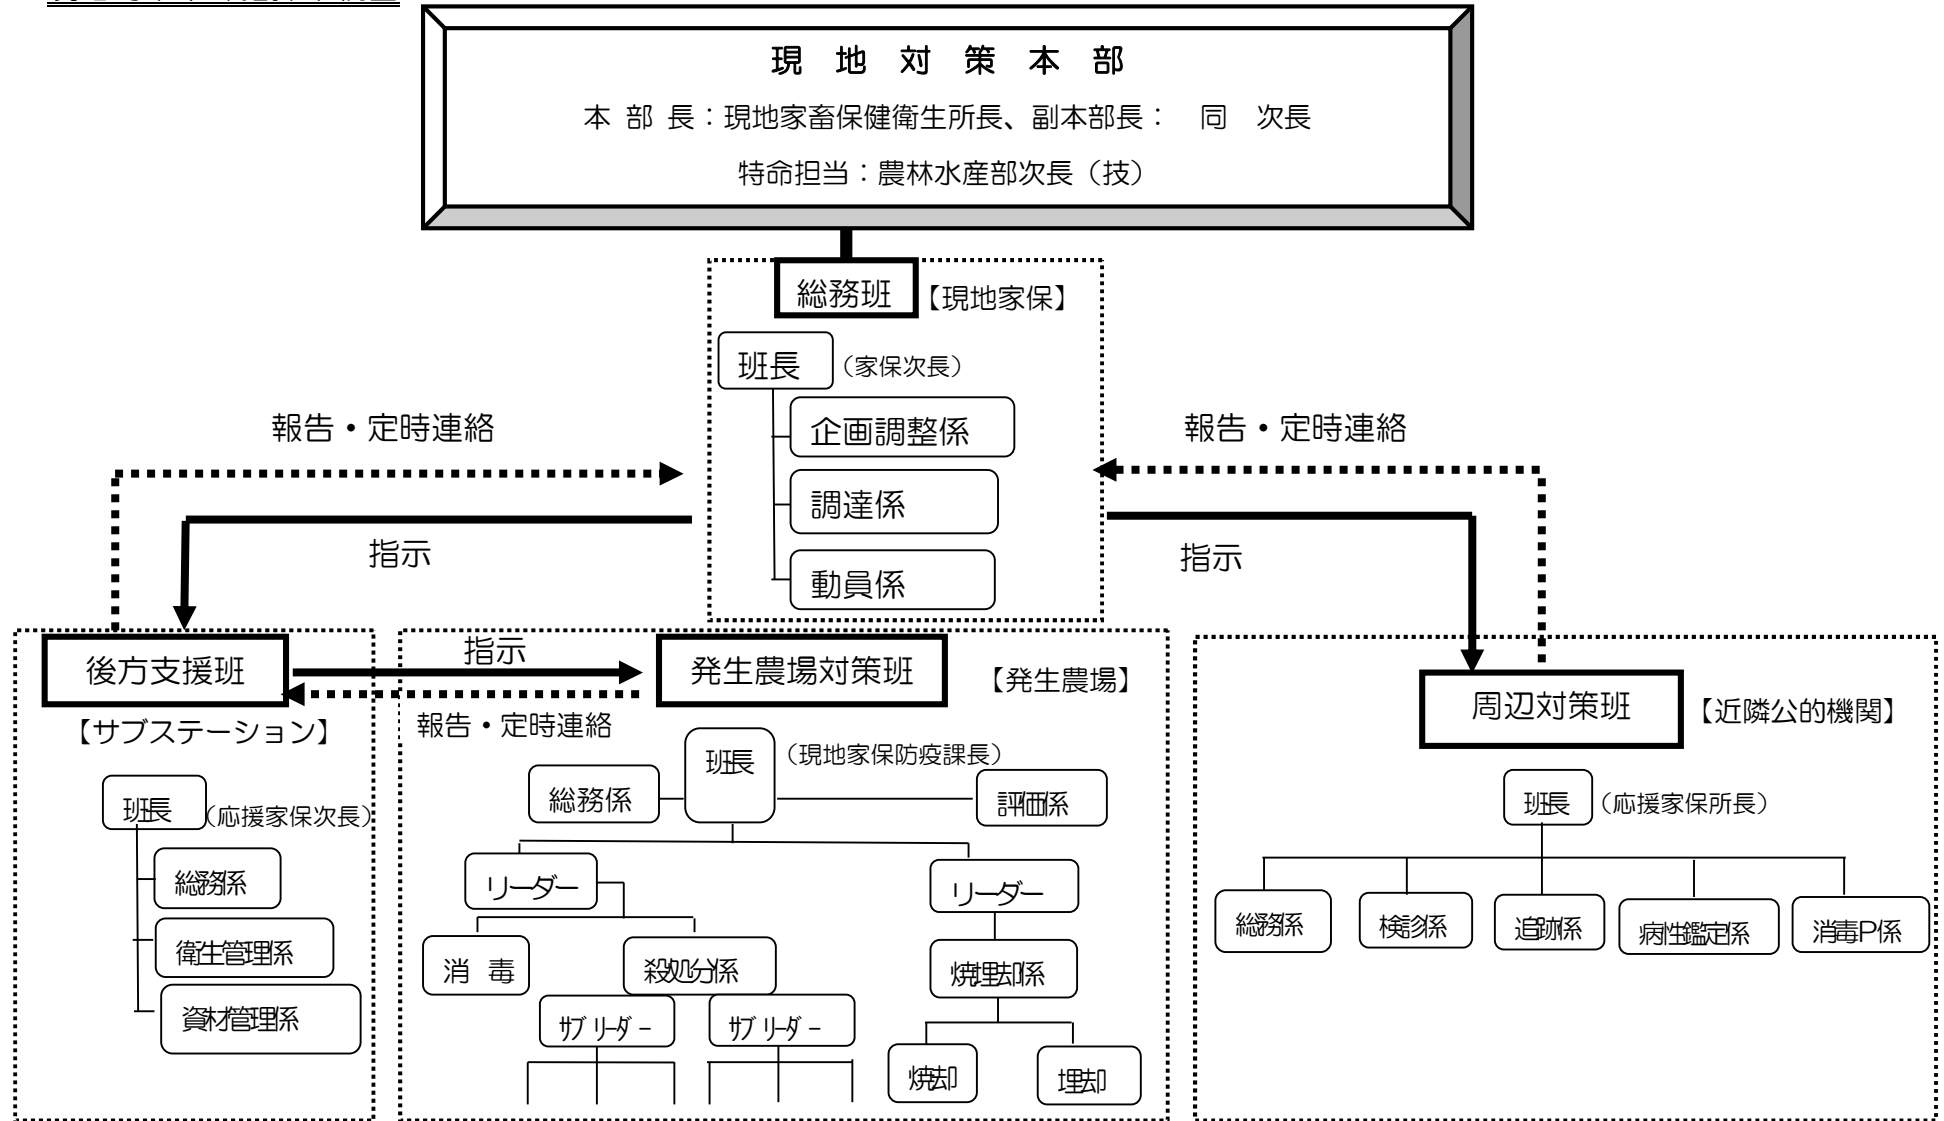 現 地 対 策 本 部
本 部 長：現地家畜保健衛生所長、副本部長： 同 次長
特命担当：農林水産部次長（技）
総務班
【現地家保】
班長
（家保次長）
企画調整係
調達係
動員係
報告・定時連絡
指示
報告・定時連絡
指示
後方支援班
【サブステーション】
班長
（応援家保次長）
総務係
衛生管理係
資材管理係
指示
報告・定時連絡
発生農場対策班
【発生農場】
班長
（現地家保防疫課長）
総務係
評価係
リーダー
リーダー
消 毒
殺処分係
焼埋却係
サブリーダー
サブリーダー
焼却
埋却
周辺対策班
【近隣公的機関】
班長
（応援家保所長）
総務係
検診係
追跡係
病性鑑定係
消毒P係